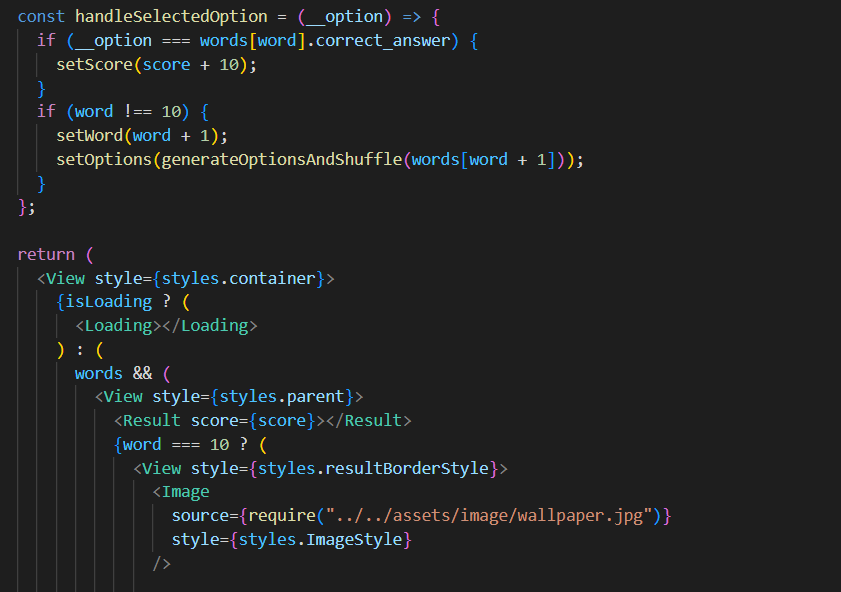 const handleSelectedOption = (__option) => {
if (__option === words[word].correct_answer) {
setScore(score + 10);
}
if (word !== 10) {
setWord(word + 1);
setOptions(generateOptionsAndShuffle(words[word + 1]));
}
};
return (
<View style={styles.container}>
{isLoading ? (
<Loading></Loading>
) : (
words && (
<View style={styles.parent}>
<Result score={score}></Result>
{word === 10 ? (
<View style={styles.resultBorderStyle}>
<Image
source={require("../../assets/image/wallpaper.jpg")}
style={styles.ImageStyle}
/>